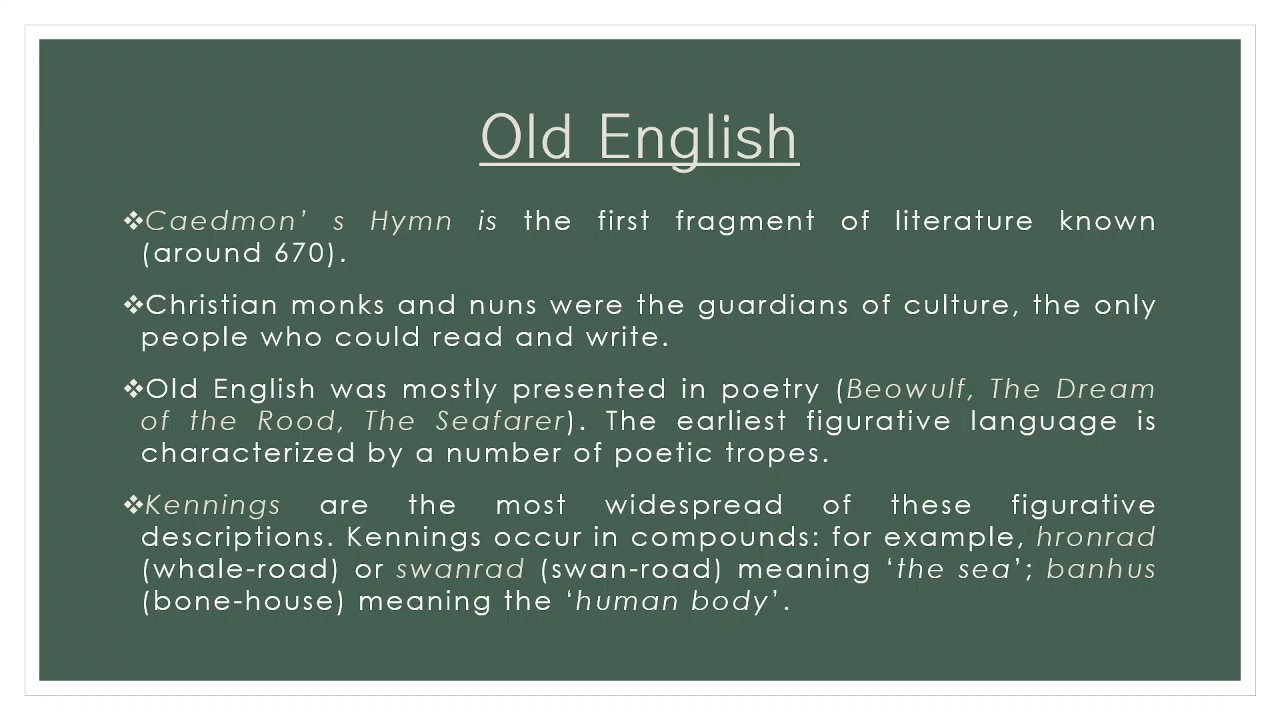 Old English
❖Caedmon’ s Hymn is the first fragment of literature known
(around 670).
❖Christian monks and nuns were the guardians of culture, the only
people who could read and write.
❖Old English was mostly presented in poetry (Beowulf, The Dream
of the Rood, The Seafarer). The earliest figurative language is
characterized by a number of poetic tropes.
❖Kennings are the most widespread of these figurative
descriptions. Kennings occur in compounds: for example, hronrad
(whale-road) or swanrad (swan-road) meaning ‘the sea’; banhus
(bone-house) meaning the ‘human body’.